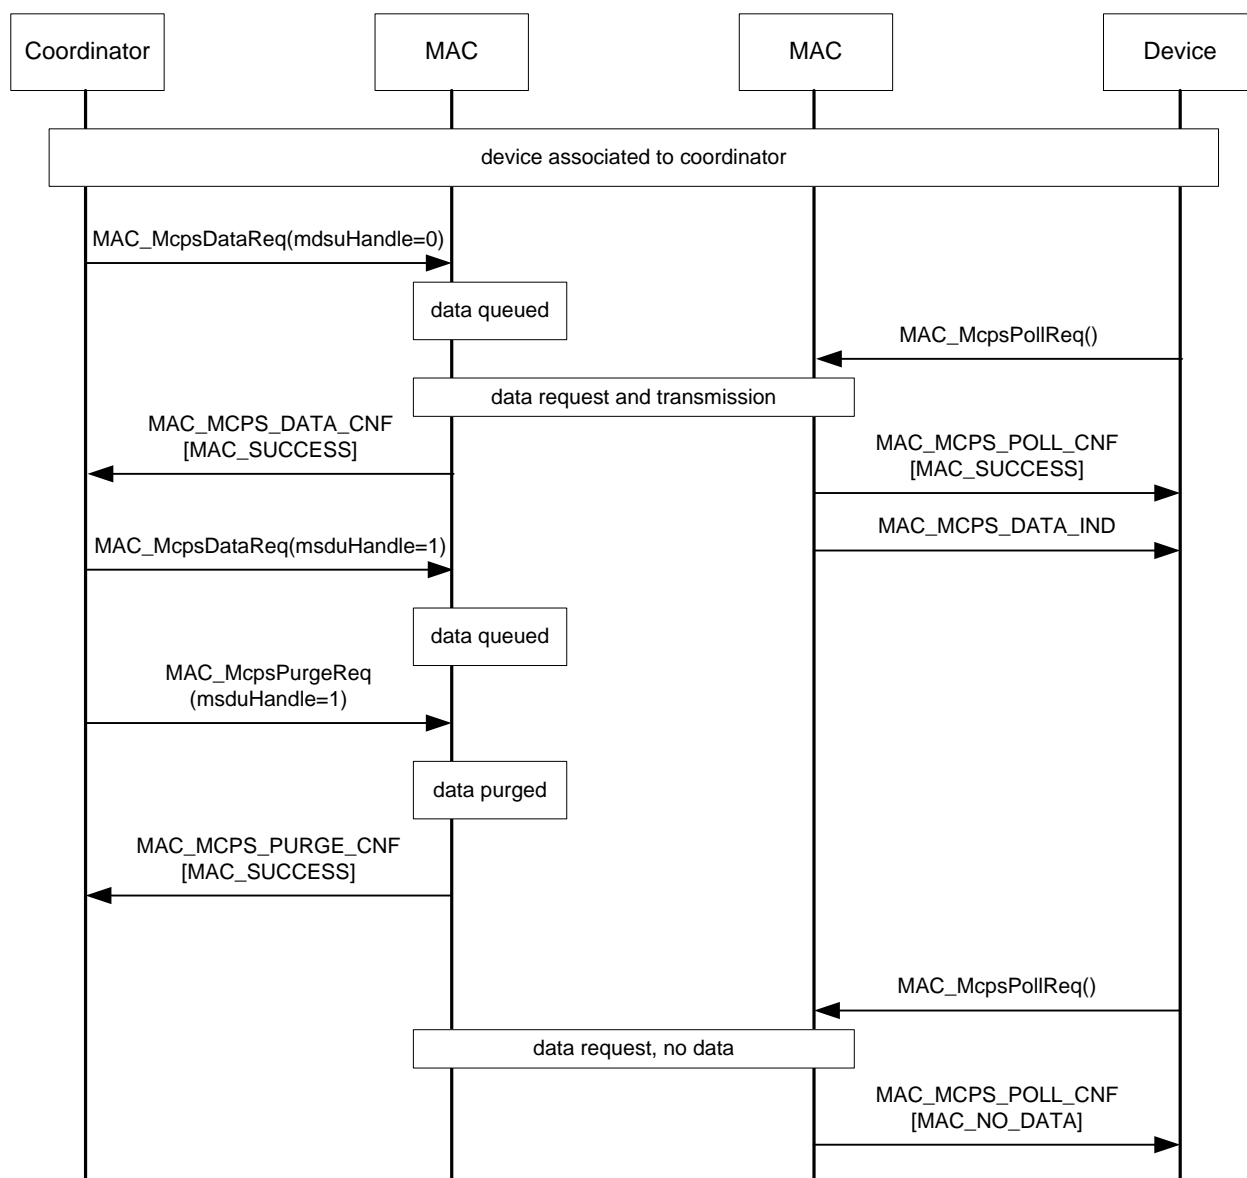 Coordinator
MAC
MAC
Device
device associated to coordinator
MAC_McpsDataReq(mdsuHandle=0)
data queued
MAC_McpsPollReq()
data request and transmission
MAC_MCPS_DATA_CNF
[MAC_SUCCESS]
MAC_MCPS_POLL_CNF
[MAC_SUCCESS]
MAC_MCPS_DATA_IND
MAC_McpsDataReq(msduHandle=1)
data queued
MAC_McpsPurgeReq
(msduHandle=1)
data purged
MAC_MCPS_PURGE_CNF
[MAC_SUCCESS]
MAC_McpsPollReq()
data request, no data
MAC_MCPS_POLL_CNF
[MAC_NO_DATA]